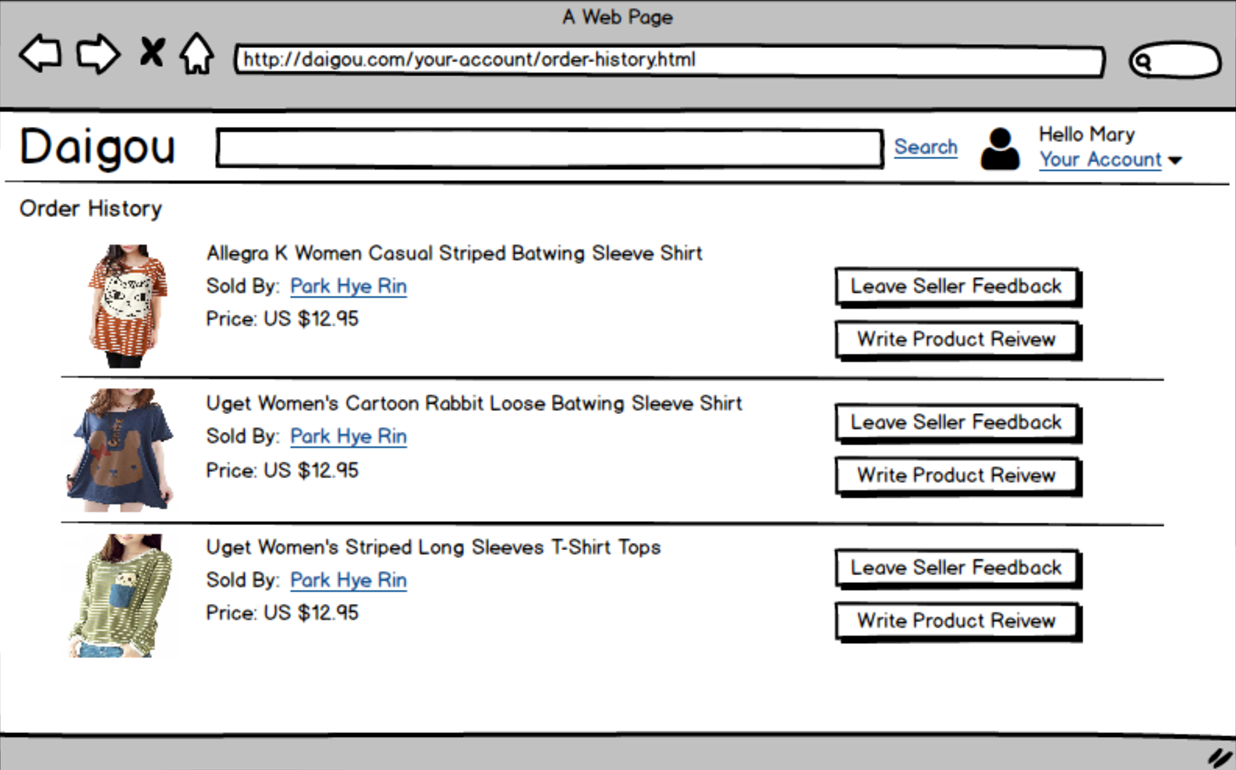 A Web Page
http://daigou.com/your-account/order-history.html
Daigou
Search
Hello Mary
Your Account
Order History
Allegra K Women Casual Striped Batwing Sleeve Shirt
Sold By: Park Hye Rin
Price: US $12.95
Leave Seller Feedback
Write Product Reivew
Uget Women's Cartoon Rabbit Loose Batwing Sleeve Shirt
Sold By: Park Hye Rin
Price: US $12.95
Leave Seller Feedback
Write Product Reivew
Uget Women's Striped Long Sleeves T-Shirt Tops
Sold By: Park Hye Rin
Price: US $12.95
Leave Seller Feedback
Write Product Reivew